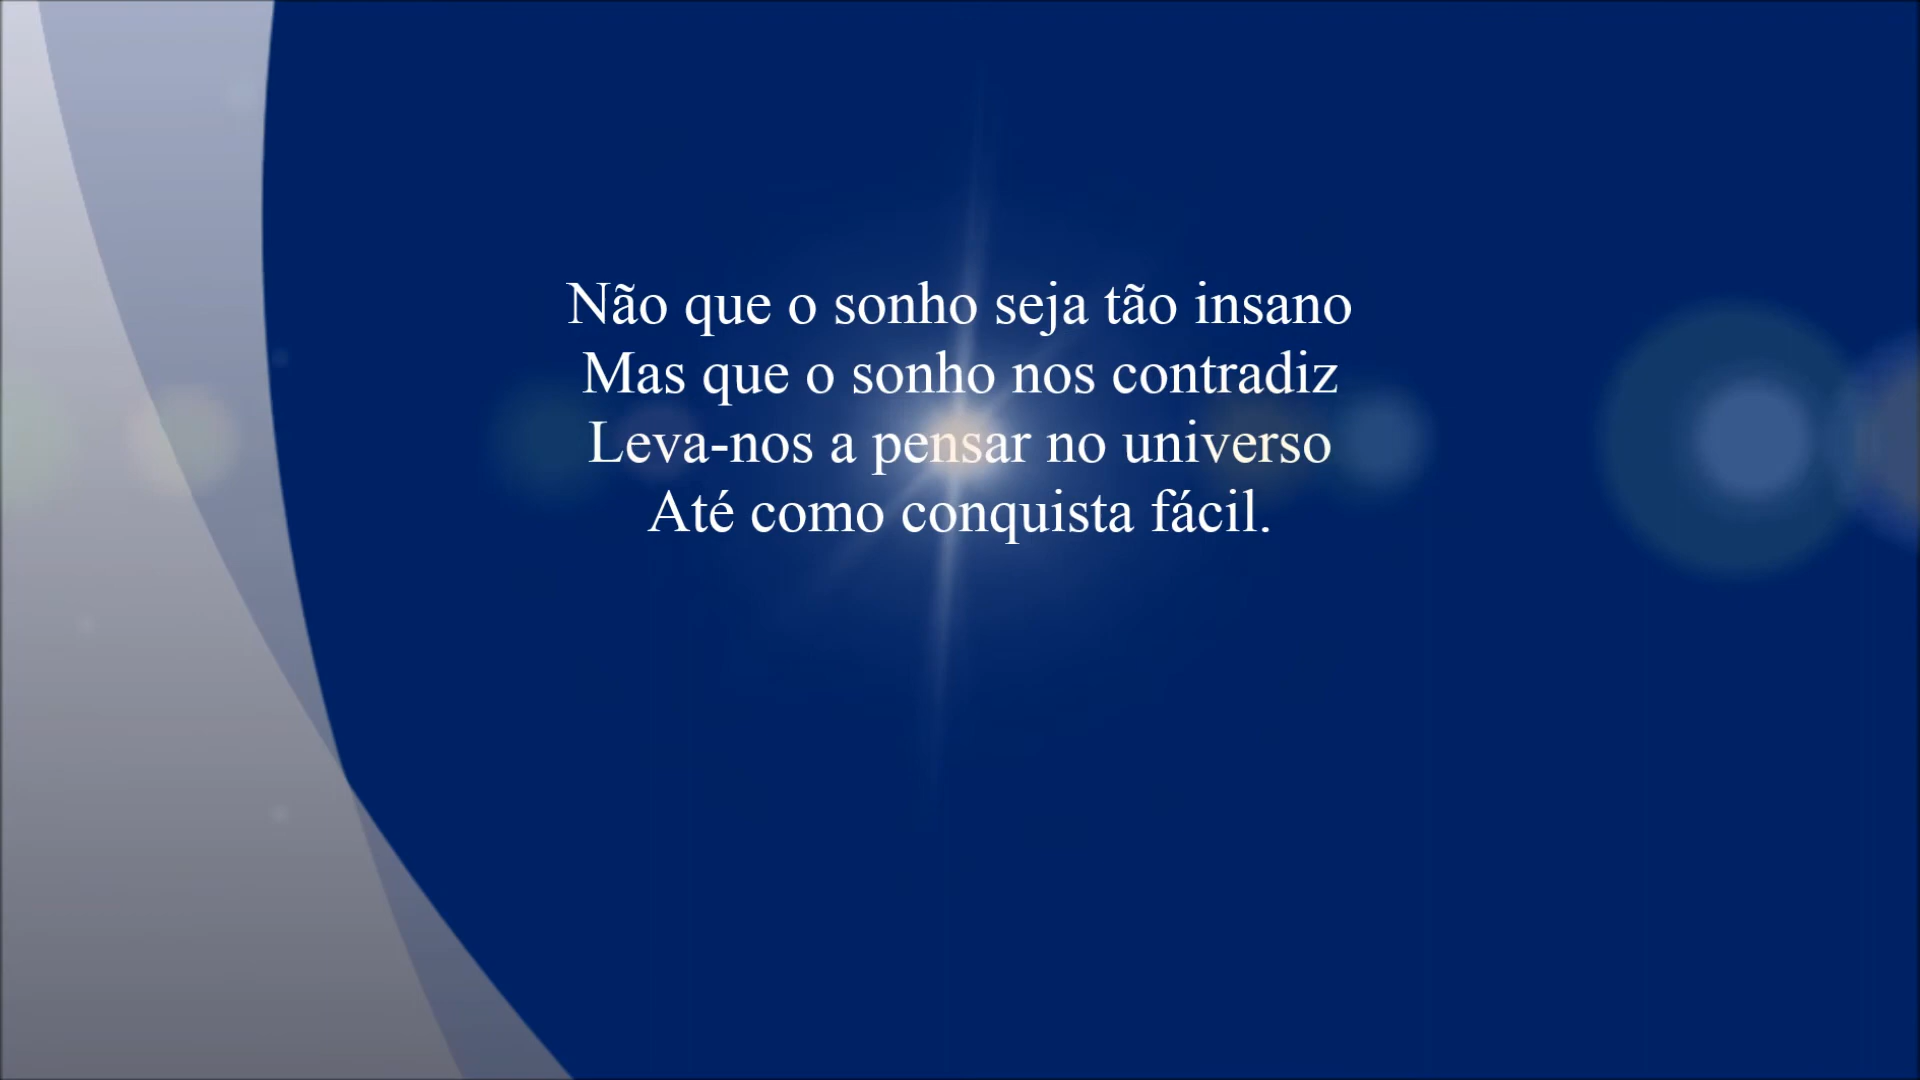 Não que o sonho seja tão insano
Mas que o sonho nos contradiz
Leva-nos a pensar no universo
Até como conquista fácil.